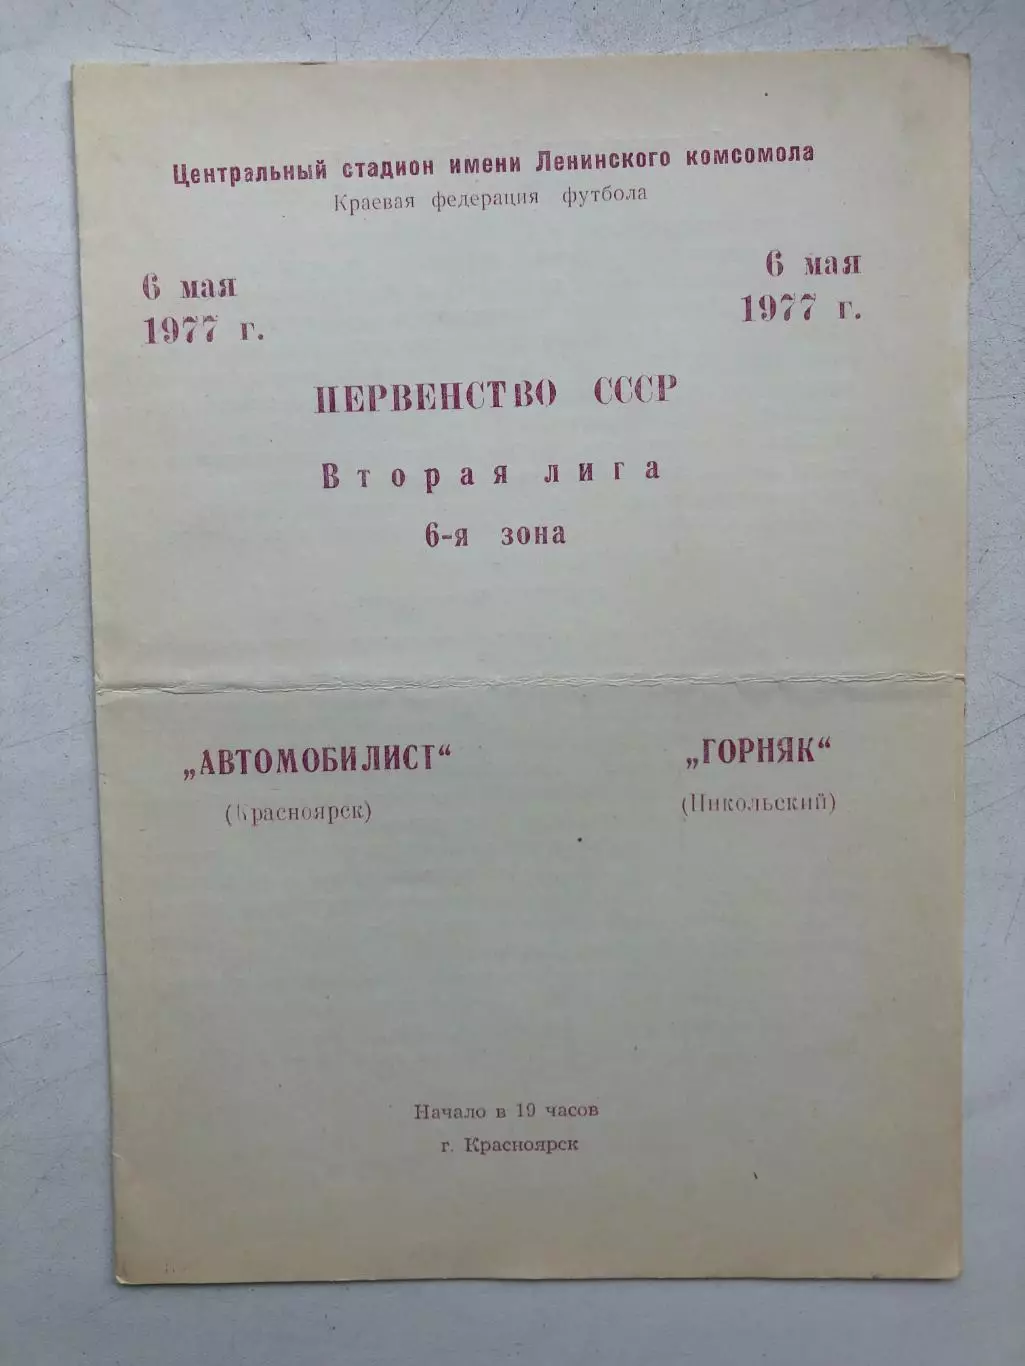 Центральный стадион имени Ленинского комсомола
Краевая федерация футбола
6 мая
1977 г.
6 мая
1977 г.
ПЕРВЕНСТВО СССР
Вторая лига
6-я зона
„АВТОМОБИЛИСТ“
(Красноярск)
„ГОРНЯК“
(Никольский)
Начало в 19 часов
г. Красноярск